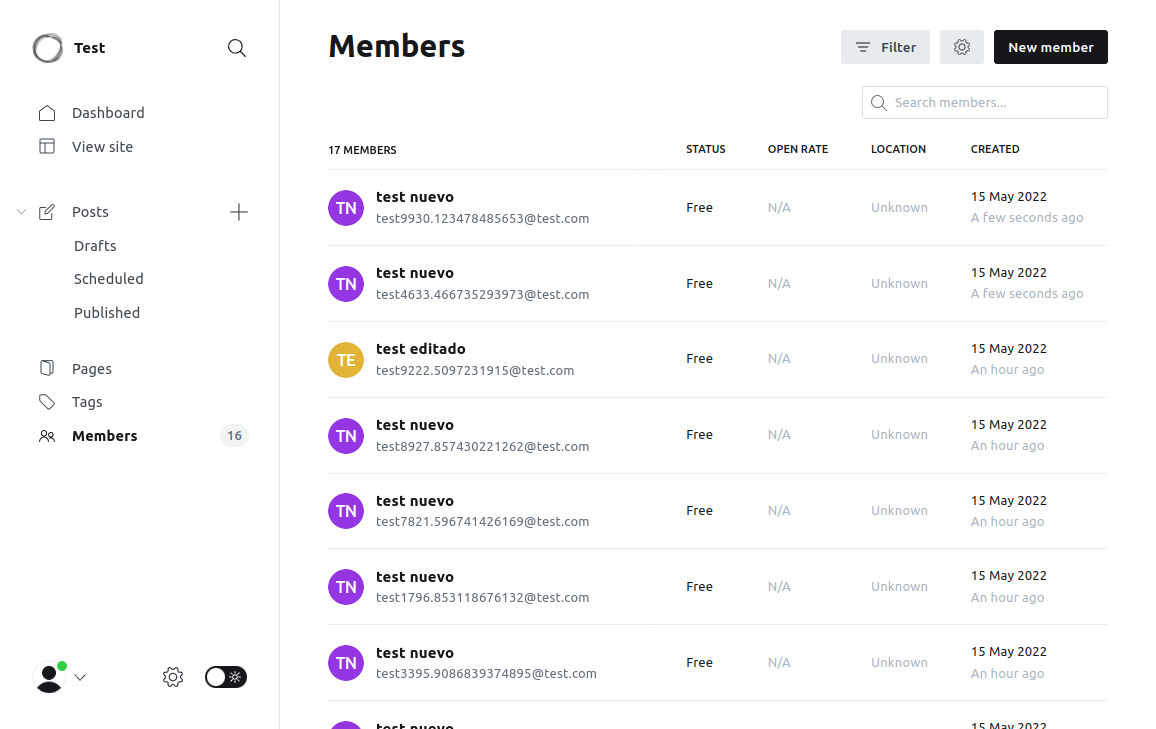 Test
Dashboard
View site
Posts
Drafts
Scheduled
Published
Pages
Tags
Members 16
Members
Filter
New member
Search members...
17 MEMBERS STATUS OPEN RATE LOCATION CREATED
TN test nuevo Free N/A Unknown 15 May 2022
test9930.123478485653@test.com A few seconds ago
TN test nuevo Free N/A Unknown 15 May 2022
test4633.466735293973@test.com A few seconds ago
TE test editado Free N/A Unknown 15 May 2022
test9222.5097231915@test.com An hour ago
TN test nuevo Free N/A Unknown 15 May 2022
test8927.857430221262@test.com An hour ago
TN test nuevo Free N/A Unknown 15 May 2022
test7821.596741426169@test.com An hour ago
TN test nuevo Free N/A Unknown 15 May 2022
test1796.853118676132@test.com An hour ago
TN test nuevo Free N/A Unknown 15 May 2022
test3395.9086839374895@test.com An hour ago
test nuevo 15 May 2022